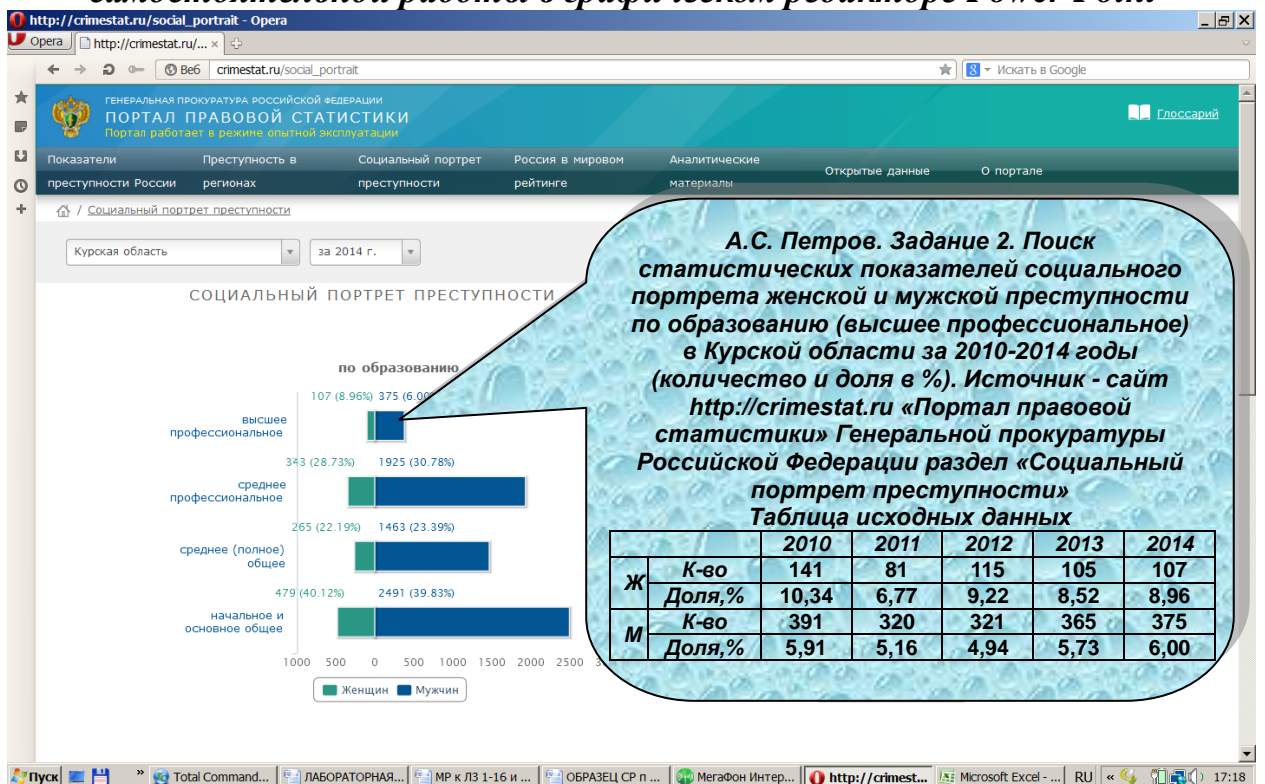 самостоятельной работы в графическом редакторе Power Point
http://crimestat.ru/social_portrait - Opera
Opera http://crimestat.ru/... ×
Веб crimestat.ru/social_portrait
Искать в Google
ГЕНЕРАЛЬНАЯ ПРОКУРАТУРА РОССИЙСКОЙ ФЕДЕРАЦИИ
ПОРТАЛ ПРАВОВОЙ СТАТИСТИКИ
Портал работает в режиме опытной эксплуатации
Глоссарий
Показатели преступности России
Преступность в регионах
Социальный портрет преступности
Россия в мировом рейтинге
Аналитические материалы
Открытые данные
О портале
/ Социальный портрет преступности
Курская область
за 2014 г.
СОЦИАЛЬНЫЙ ПОРТРЕТ ПРЕСТУПНОСТИ
по образованию
107 (8.96%) 375 (6.00
высшее
профессиональное
343 (28.73%) 1925 (30.78%)
среднее
профессиональное
265 (22.19%) 1463 (23.39%)
среднее (полное)
общее
479 (40.12%) 2491 (39.83%)
начальное и
основное общее
1000 500 0 500 1000 1500 2000 2500
Женщин Мужчин
А.С. Петров. Задание 2. Поиск
статистических показателей социального
портрета женской и мужской преступности
по образованию (высшее профессиональное)
в Курской области за 2010-2014 годы
(количество и доля в %). Источник - сайт
http://crimestat.ru «Портал правовой
статистики» Генеральной прокуратуры
Российской Федерации раздел «Социальный
портрет преступности»
Таблица исходных данных
2010 2011 2012 2013 2014
Ж К-во 141 81 115 105 107
Доля,% 10,34 6,77 9,22 8,52 8,96
М К-во 391 320 321 365 375
Доля,% 5,91 5,16 4,94 5,73 6,00
Пуск » Total Command... ЛАБОРАТОРНАЯ... МР к ЛЗ 1-16 и ... ОБРАЗЕЦ СР п ... МегаФон Интер... http://crimest... Microsoft Excel - ... RU « 17:18